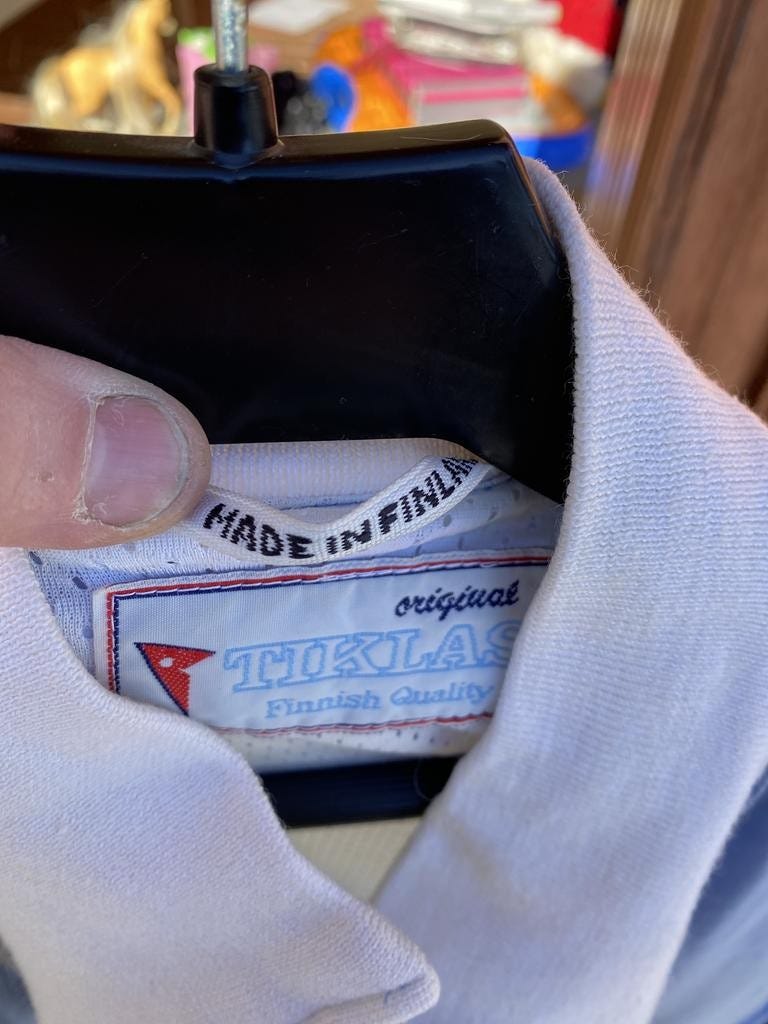 MADE IN FINLAN
original
TIKLAS
Finnish Quality